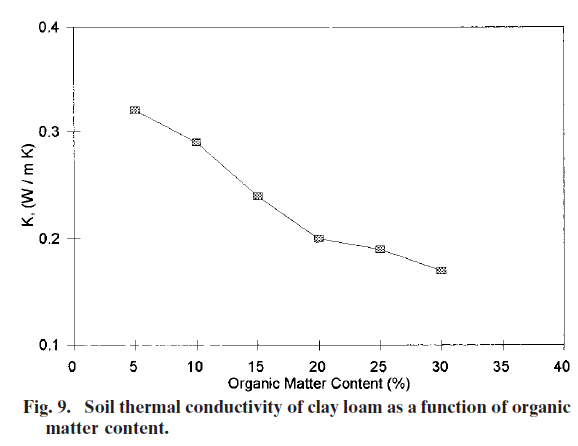 0.4
0.3
0.2
0.1
K, (W / m K)
0 5 10 15 20 25 30 35 40
Organic Matter Content (%)
Fig. 9. Soil thermal conductivity of clay loam as a function of organic
matter content.